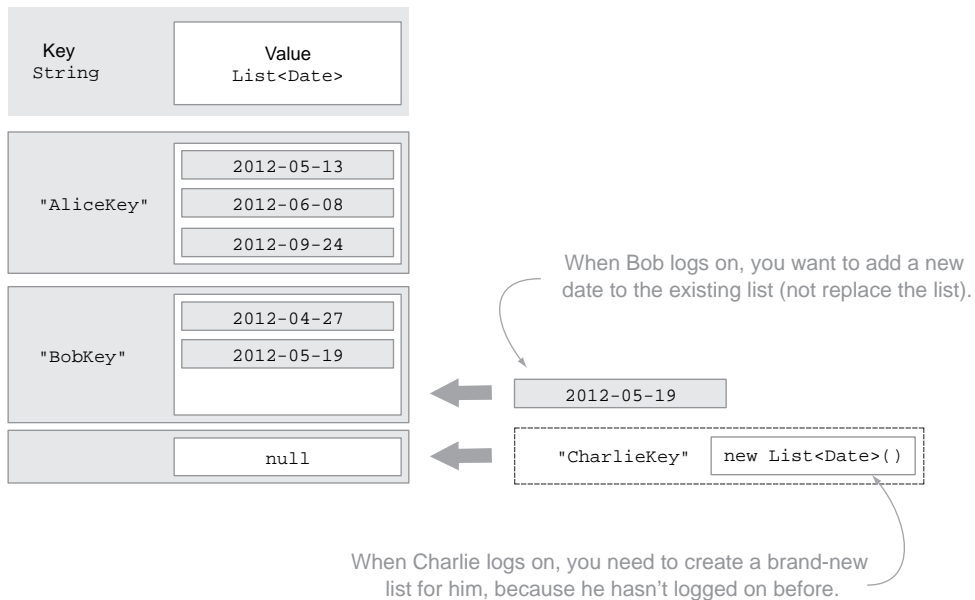 Key
String
Value
List<Date>
"AliceKey"
2012-05-13
2012-06-08
2012-09-24
When Bob logs on, you want to add a new
date to the existing list (not replace the list).
"BobKey"
2012-04-27
2012-05-19
2012-05-19
null
"CharlieKey"
new List<Date>()
When Charlie logs on, you need to create a brand-new
list for him, because he hasn’t logged on before.